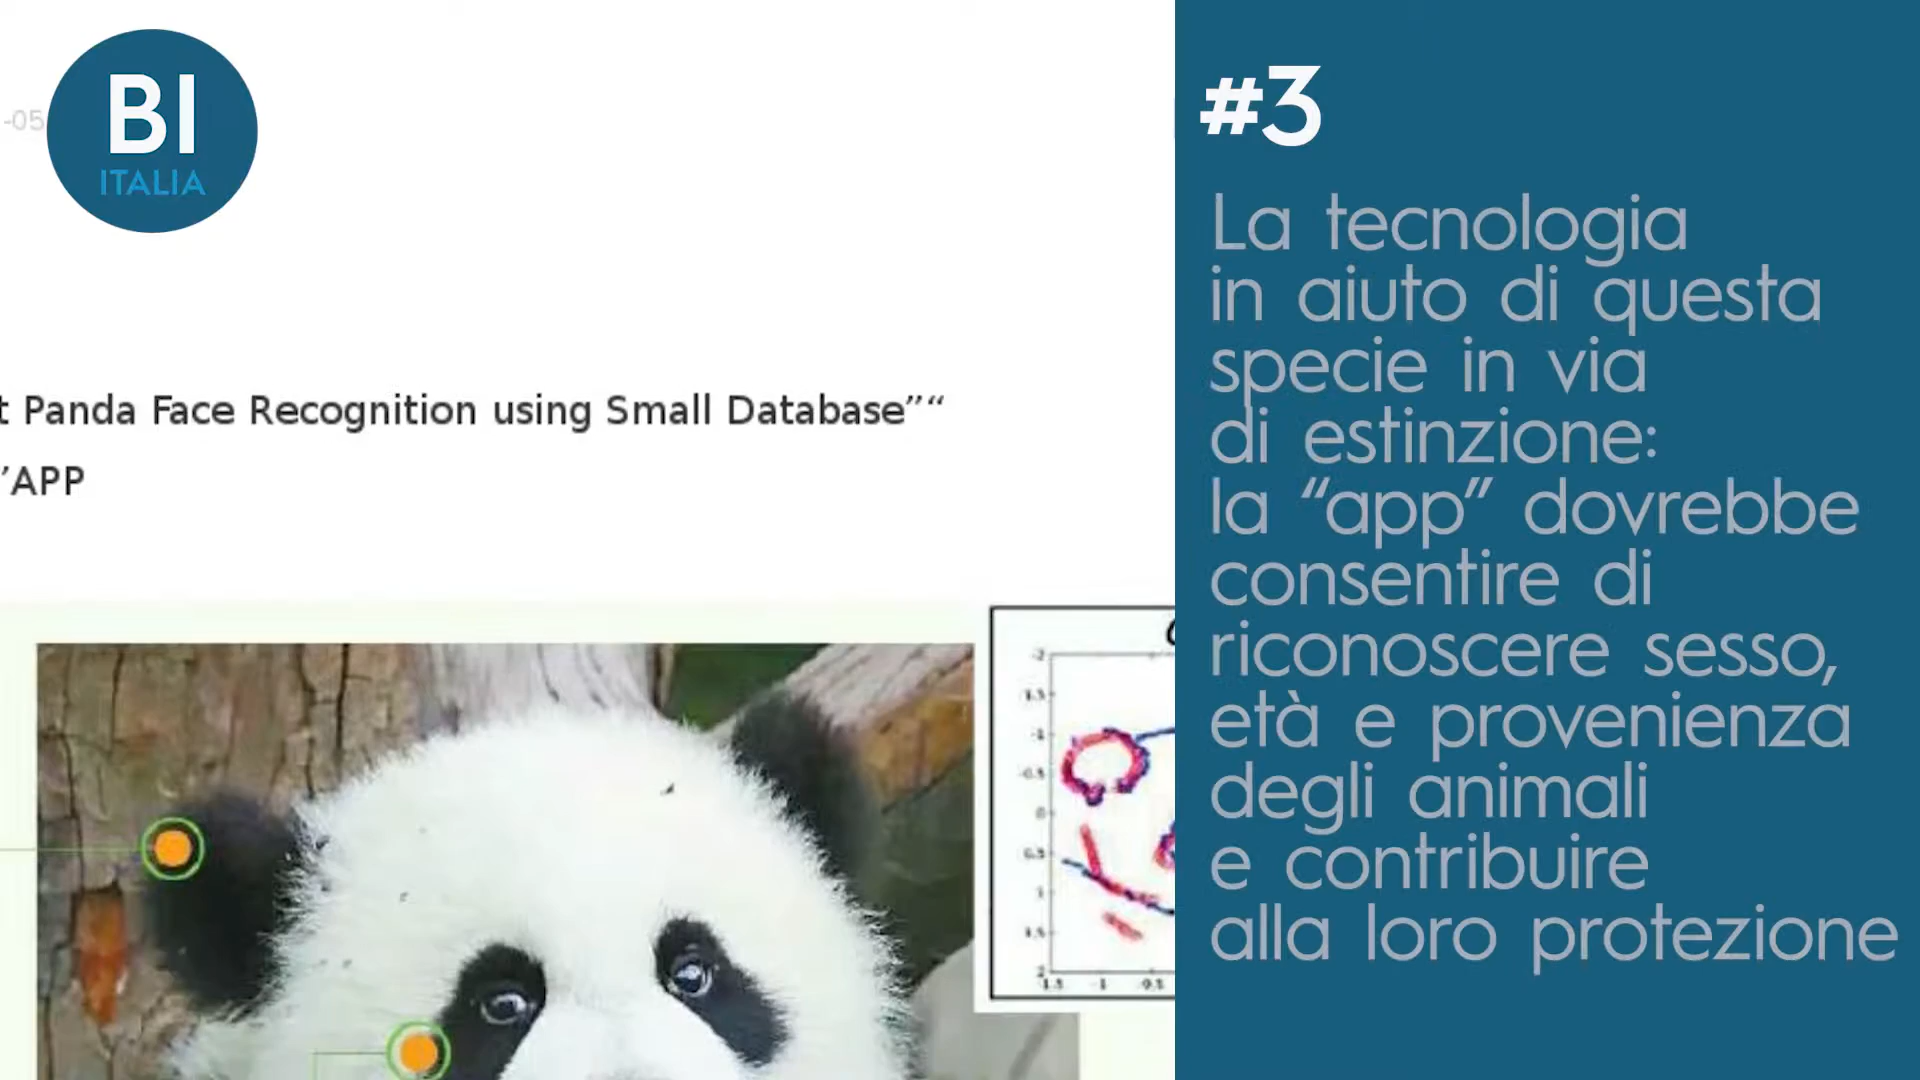 BI
ITALIA
-05
t Panda Face Recognition using Small Database”“
’APP
#3
La tecnologia
in aiuto di questa
specie in via
di estinzione:
la “app” dovrebbe
consentire di
riconoscere sesso,
età e provenienza
degli animali
e contribuire
alla loro protezione